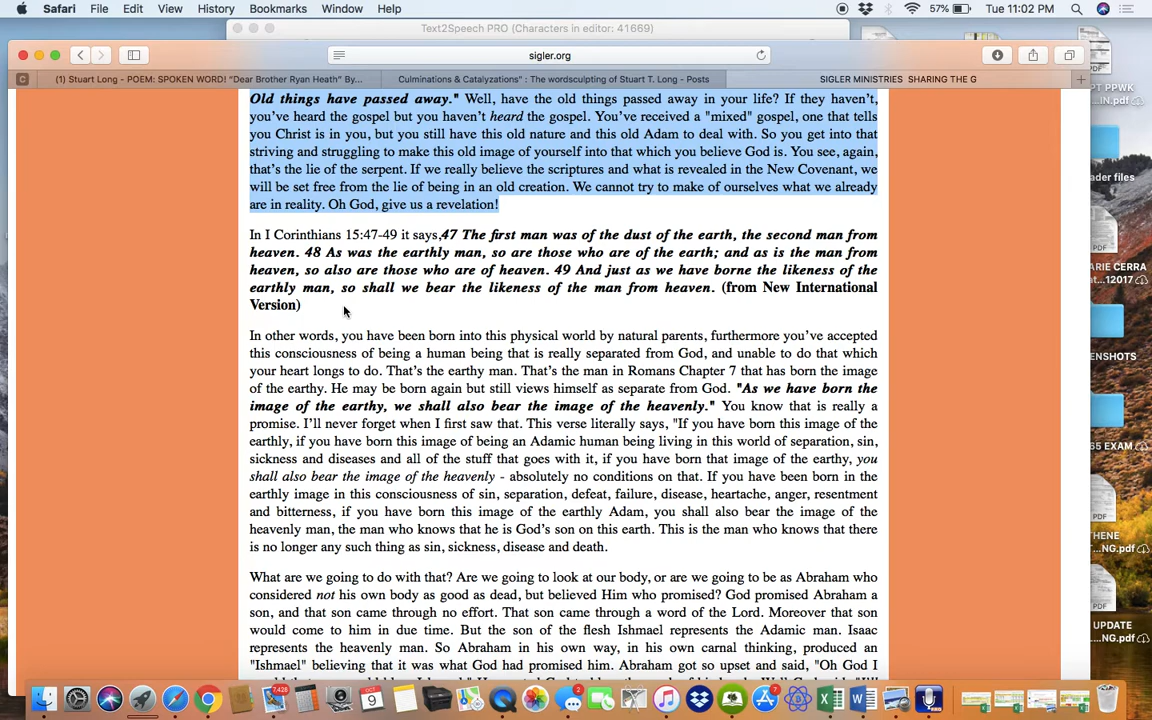 Safari File Edit View History Bookmarks Window Help 57% Tue 11:02 PM
Text2Speech PRO (Characters in editor: 41669)
sigler.org
C (1) Stuart Long - POEM: SPOKEN WORD! "Dear Brother Ryan Heath" By... Culminations & Catalyzations" : The wordsculpting of Stuart T. Long - Posts SIGLER MINISTRIES SHARING THE G
Old things have passed away." Well, have the old things passed away in your life? If they haven't,
you've heard the gospel but you haven't heard the gospel. You've received a "mixed" gospel, one that tells
you Christ is in you, but you still have this old nature and this old Adam to deal with. So you get into that
striving and struggling to make this old image of yourself into that which you believe God is. You see, again,
that's the lie of the serpent. If we really believe the scriptures and what is revealed in the New Covenant, we
will be set free from the lie of being in an old creation. We cannot try to make of ourselves what we already
are in reality. Oh God, give us a revelation!
In I Corinthians 15:47-49 it says,47 The first man was of the dust of the earth, the second man from
heaven. 48 As was the earthly man, so are those who are of the earth; and as is the man from
heaven, so also are those who are of heaven. 49 And just as we have borne the likeness of the
earthly man, so shall we bear the likeness of the man from heaven. (from New International
Version)
In other words, you have been born into this physical world by natural parents, furthermore you've accepted
this consciousness of being a human being that is really separated from God, and unable to do that which
your heart longs to do. That's the earthy man. That's the man in Romans Chapter 7 that has born the image
of the earthy. He may be born again but still views himself as separate from God. "As we have born the
image of the earthy, we shall also bear the image of the heavenly." You know that is really a
promise. I'll never forget when I first saw that. This verse literally says, "If you have born this image of the
earthly, if you have born this image of being an Adamic human being living in this world of separation, sin,
sickness and diseases and all of the stuff that goes with it, if you have born that image of the earthy, you
shall also bear the image of the heavenly - absolutely no conditions on that. If you have been born in the
earthly image in this consciousness of sin, separation, defeat, failure, disease, heartache, anger, resentment
and bitterness, if you have born this image of the earthly Adam, you shall also bear the image of the
heavenly man, the man who knows that he is God's son on this earth. This is the man who knows that there
is no longer any such thing as sin, sickness, disease and death.
What are we going to do with that? Are we going to look at our body, or are we going to be as Abraham who
considered not his own body as good as dead, but believed Him who promised? God promised Abraham a
son, and that son came through no effort. That son came through a word of the Lord. Moreover that son
would come to him in due time. But the son of the flesh Ishmael represents the Adamic man. Isaac
represents the heavenly man. So Abraham in his own way, in his own carnal thinking, produced an
"Ishmael" believing that it was what God had promised him. Abraham got so upset and said, "Oh God I
PT PPWK
IN.pdf
ader files
ARIE CERRA
at...12017
ENSHOTS
65 EXAM
THENE
...NG.pdf
UPDATE
...NG.pdf
PDF
PDF
PDF
PDF
7,428
OCT
9
2
7